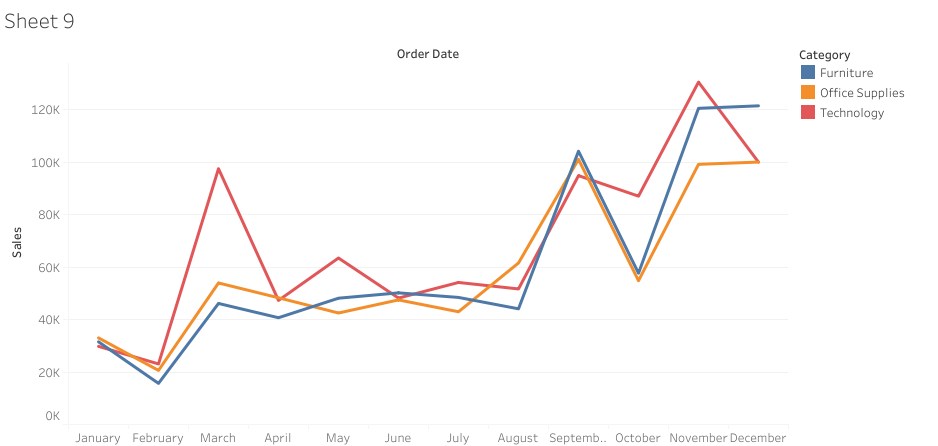 Sheet 9
Order Date
Category
Furniture
Office Supplies
Technology
Sales
120K
100K
80K
60K
40K
20K
0K
January February March April May June July August Septemb.. October November December